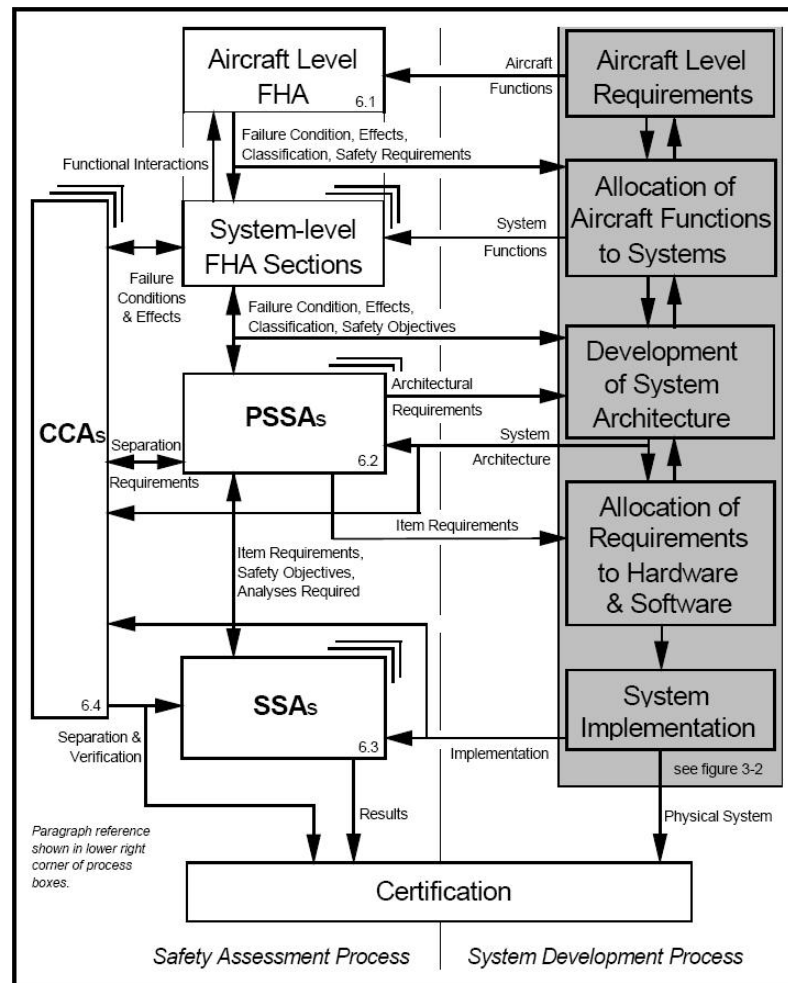 Aircraft Level
FHA
6.1
Aircraft
Functions
Aircraft Level
Requirements
Functional Interactions
Failure Condition, Effects,
Classification, Safety Requirements
System-level
FHA Sections
System
Functions
Allocation of
Aircraft Functions
to Systems
Failure
Conditions
& Effects
Failure Condition, Effects,
Classification, Safety Objectives
Development
of System
Architecture
CCAs
6.4
PSSAs
6.2
Architectural
Requirements
Separation
Requirements
System
Architecture
Item Requirements
Allocation of
Requirements
to Hardware
& Software
Item Requirements,
Safety Objectives,
Analyses Required
SSAs
6.3
System
Implementation
see figure 3-2
Separation &
Verification
Implementation
Results
Physical System
Paragraph reference
shown in lower right
corner of process
boxes.
Certification
Safety Assessment Process
System Development Process